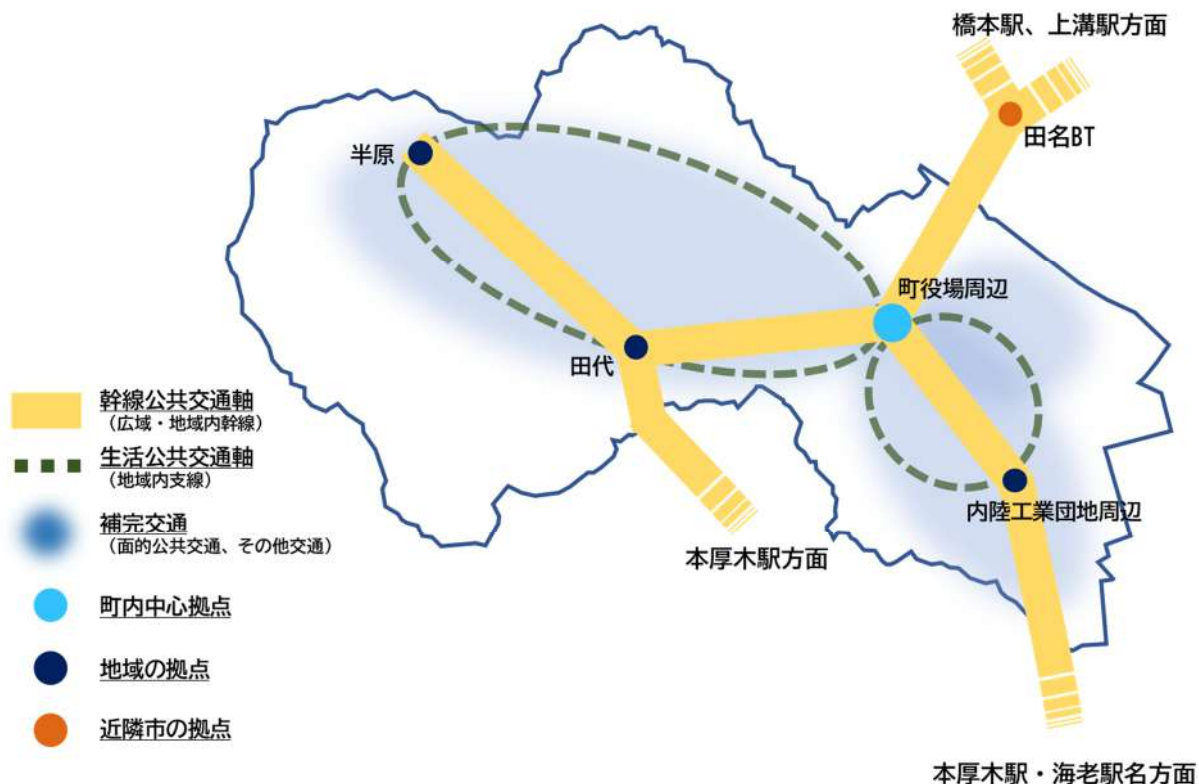 橋本駅、上溝駅方面
田名BT
半原
町役場周辺
田代
内陸工業団地周辺
本厚木駅方面
本厚木駅・海老駅名方面
幹線公共交通軸
（広域・地域内幹線）
生活公共交通軸
（地域内支線）
補完交通
（面的公共交通、その他交通）
町内中心拠点
地域の拠点
近隣市の拠点